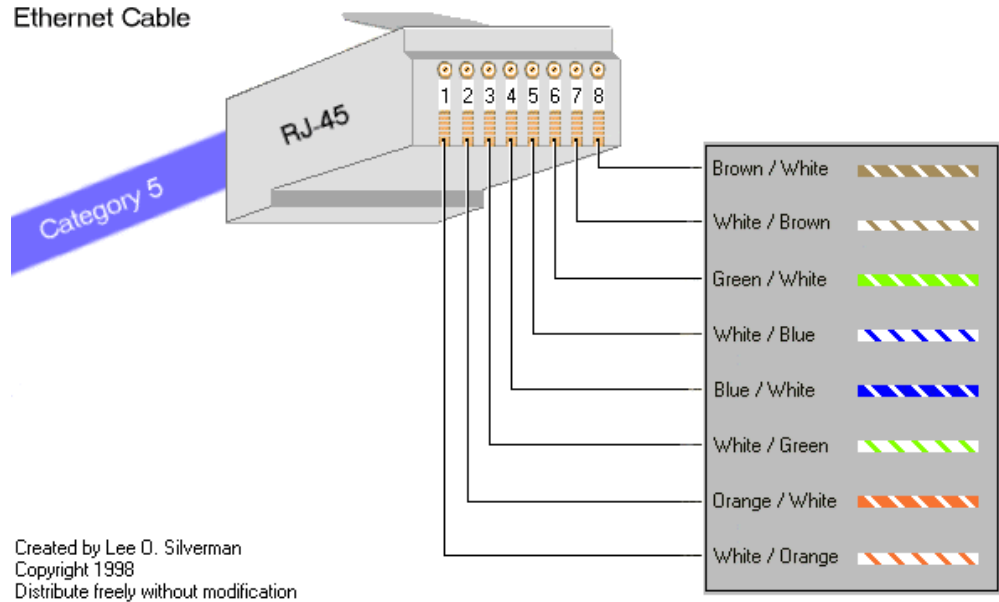 Ethernet Cable
RJ-45
Category 5
1 2 3 4 5 6 7 8
Brown / White
White / Brown
Green / White
White / Blue
Blue / White
White / Green
Orange / White
White / Orange
Created by Lee O. Silverman
Copyright 1998
Distribute freely without modification